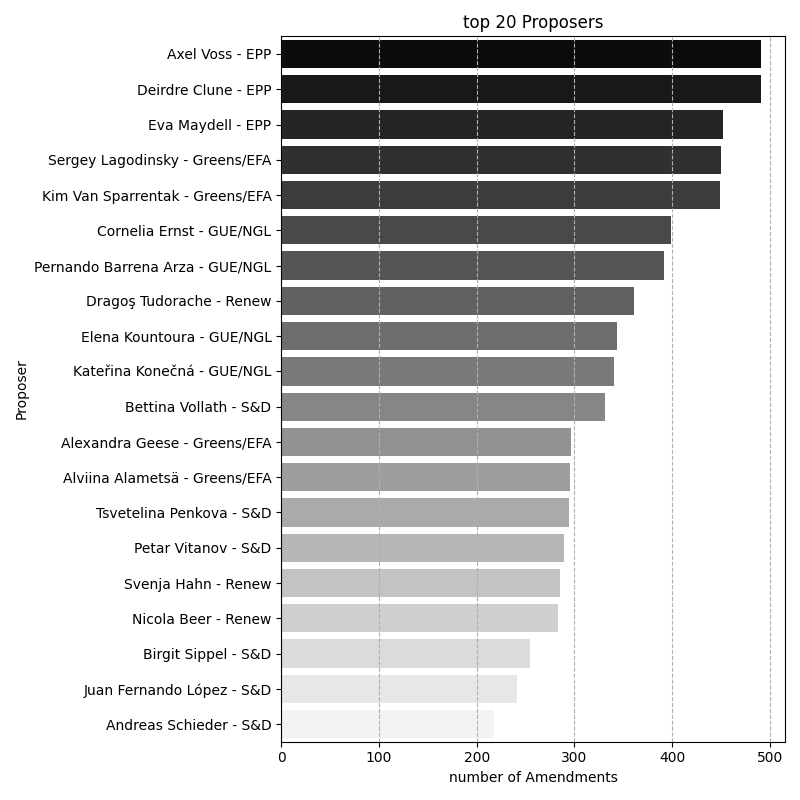 top 20 Proposers
Axel Voss - EPP
Deirdre Clune - EPP
Eva Maydell - EPP
Sergey Lagodinsky - Greens/EFA
Kim Van Sparrentak - Greens/EFA
Cornelia Ernst - GUE/NGL
Pernando Barrena Arza - GUE/NGL
Dragoş Tudorache - Renew
Elena Kountoura - GUE/NGL
Kateřina Konečná - GUE/NGL
Bettina Vollath - S&D
Alexandra Geese - Greens/EFA
Alviina Alametsä - Greens/EFA
Tsvetelina Penkova - S&D
Petar Vitanov - S&D
Svenja Hahn - Renew
Nicola Beer - Renew
Birgit Sippel - S&D
Juan Fernando López - S&D
Andreas Schieder - S&D
Proposer
0 100 200 300 400 500
number of Amendments